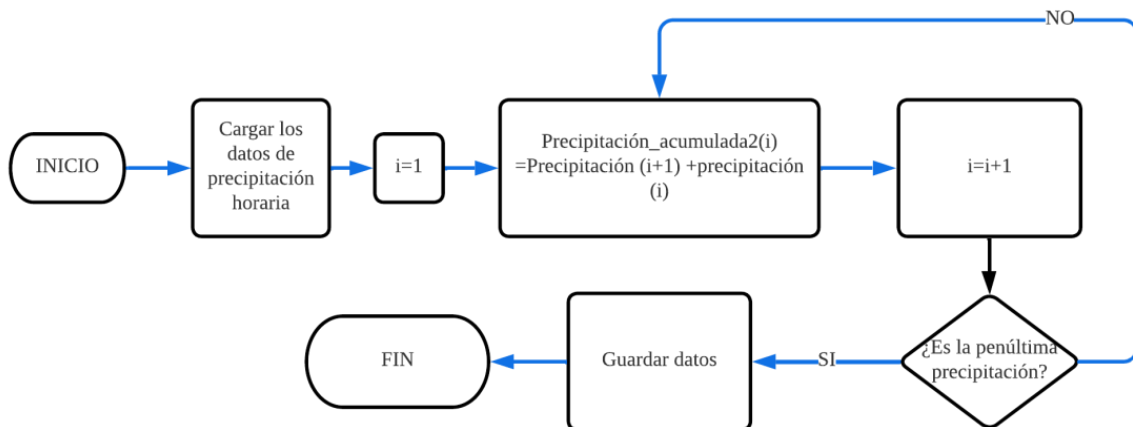 NO
INICIO
Cargar los
datos de
precipitación
horaria
i=1
Precipitación_acumulada2(i)
=Precipitación (i+1) +precipitación
(i)
i=i+1
¿Es la penúltima
precipitación?
SI
Guardar datos
FIN